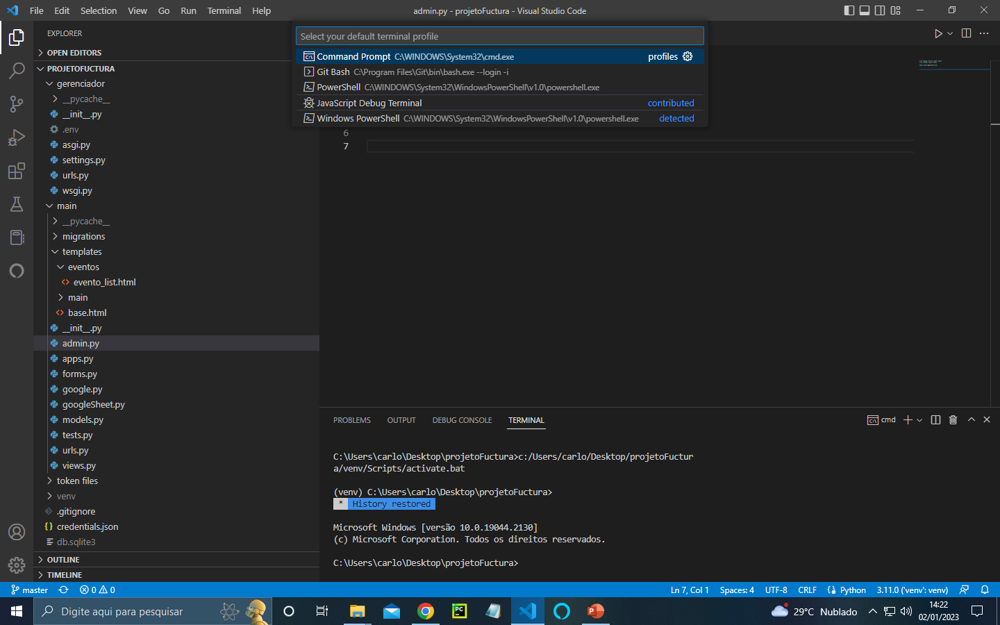 File Edit Selection View Go Run Terminal Help
admin.py - projetoFuctura - Visual Studio Code
EXPLORER
OPEN EDITORS
PROJETOFUCTURA
gerenciador
__pycache__
__init__.py
.env
asgi.py
settings.py
urls.py
wsgi.py
main
__pycache__
migrations
templates
eventos
evento_list.html
main
base.html
__init__.py
admin.py
apps.py
forms.py
google.py
googleSheet.py
models.py
tests.py
urls.py
views.py
token files
venv
.gitignore
credentials.json
db.sqlite3
OUTLINE
TIMELINE
Select your default terminal profile
Command Prompt C:\WINDOWS\System32\cmd.exe profiles
Git Bash C:\Program Files\Git\bin\bash.exe --login -i
PowerShell C:\WINDOWS\System32\WindowsPowerShell\v1.0\powershell.exe
JavaScript Debug Terminal contributed
Windows PowerShell C:\WINDOWS\System32\WindowsPowerShell\v1.0\powershell.exe detected
6
7
PROBLEMS OUTPUT DEBUG CONSOLE TERMINAL
cmd
C:\Users\carlo\Desktop\projetoFuctura>c:/Users/carlo/Desktop/projetoFuctur
a/venv/Scripts/activate.bat
(venv) C:\Users\carlo\Desktop\projetoFuctura>
* History restored
Microsoft Windows [versão 10.0.19044.2130]
(c) Microsoft Corporation. Todos os direitos reservados.
C:\Users\carlo\Desktop\projetoFuctura>
master 0 0 Ln 7, Col 1 Spaces: 4 UTF-8 CRLF Python 3.11.0 ('venv': venv)
Digite aqui para pesquisar
PC
29°C Nublado
14:22
02/01/2023